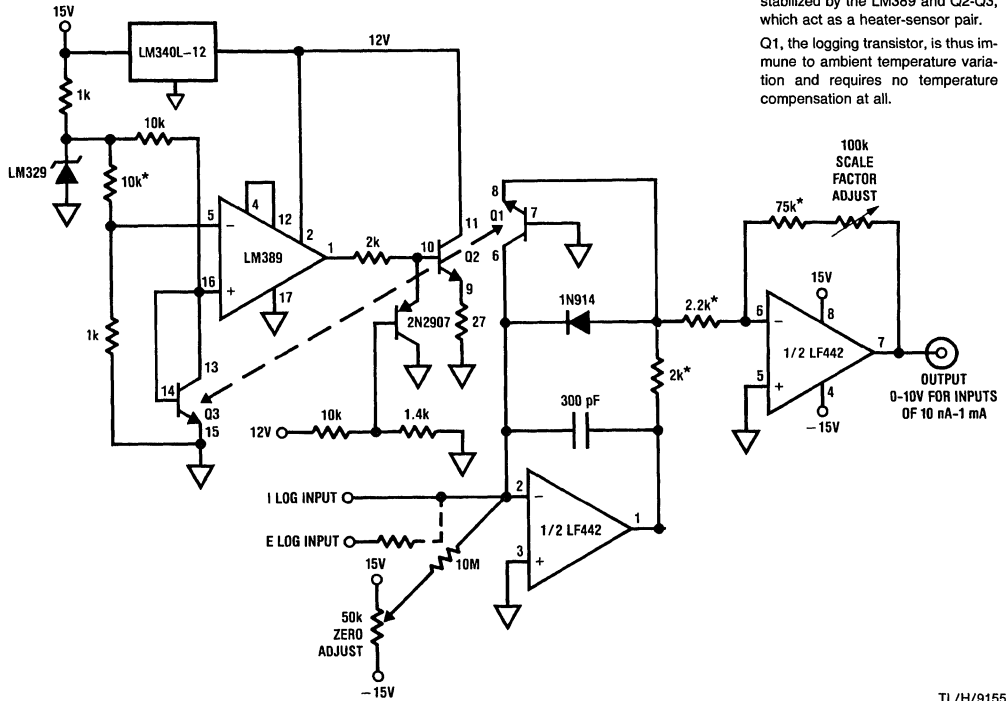 stabilized by the LM389 and Q2-Q3,
which act as a heater-sensor pair.
Q1, the logging transistor, is thus im-
mune to ambient temperature varia-
tion and requires no temperature
compensation at all.
15V
LM340L-12
12V
1k
10k
LM329
10k*
5
4
12
2
LM389
1
2k
10
11
Q2
9
16
17
1k
2N2907
27
13
14
Q3
15
12V
10k
1.4k
8
Q1
7
6
1N914
2.2k*
2k*
300 pF
100k
SCALE
FACTOR
ADJUST
75k*
15V
6
8
1/2 LF442
7
5
4
-15V
OUTPUT
0-10V FOR INPUTS
OF 10 nA-1 mA
I LOG INPUT
2
1/2 LF442
1
3
E LOG INPUT
10M
15V
50k
ZERO
ADJUST
-15V
TL/H/9155